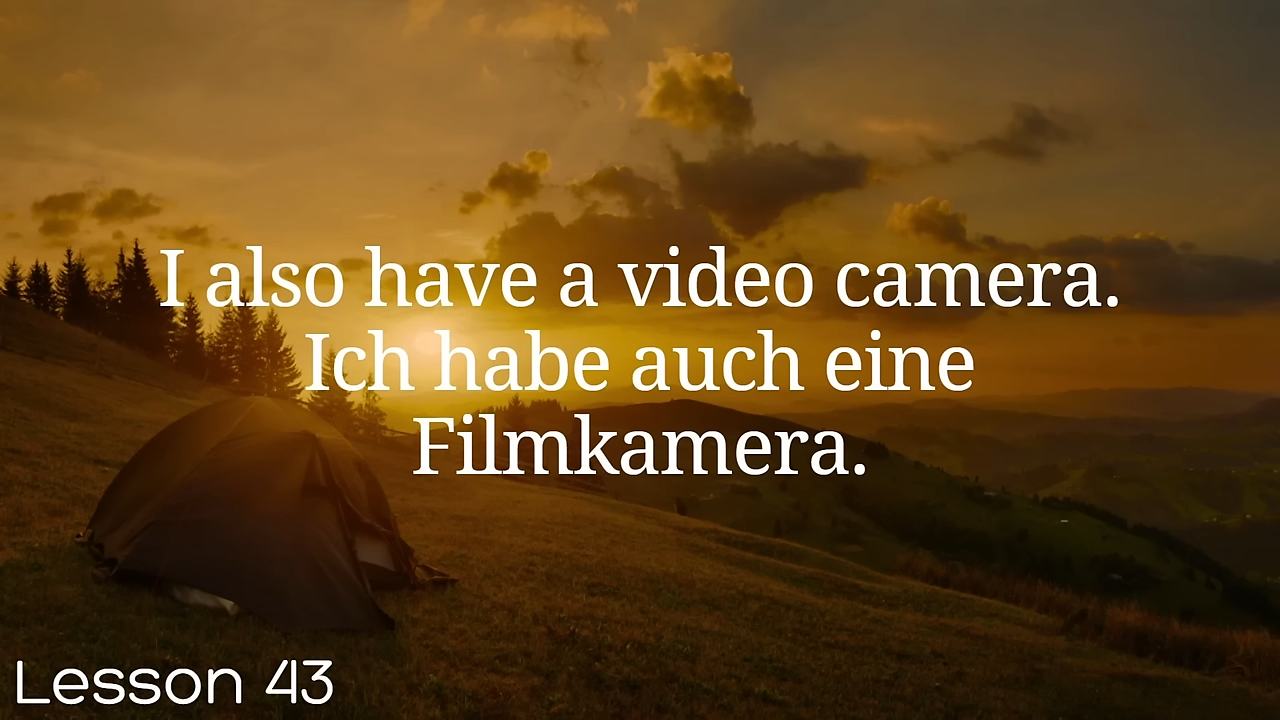 I also have a video camera.
Ich habe auch eine
Filmkamera.
Lesson 43